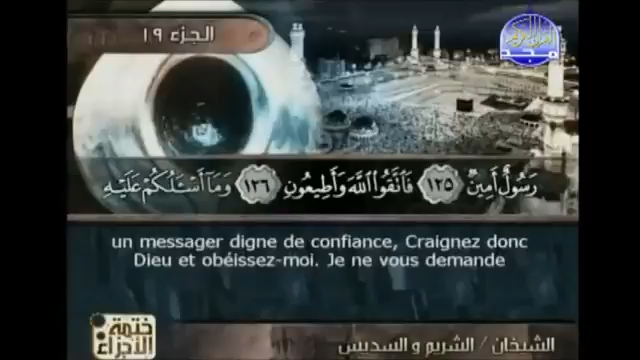 الجزء ١٩
المجد
رَسُولٌ أَمِينٌ ١٢٥ فَاتَّقُوا اللَّهَ وَأَطِيعُونِ ١٢٦ وَمَا أَسْأَلُكُمْ عَلَيْهِ
un messager digne de confiance, Craignez donc
Dieu et obéissez-moi. Je ne vous demande
ختمة
الأجزاء
الشيخان / الشريم و السديس